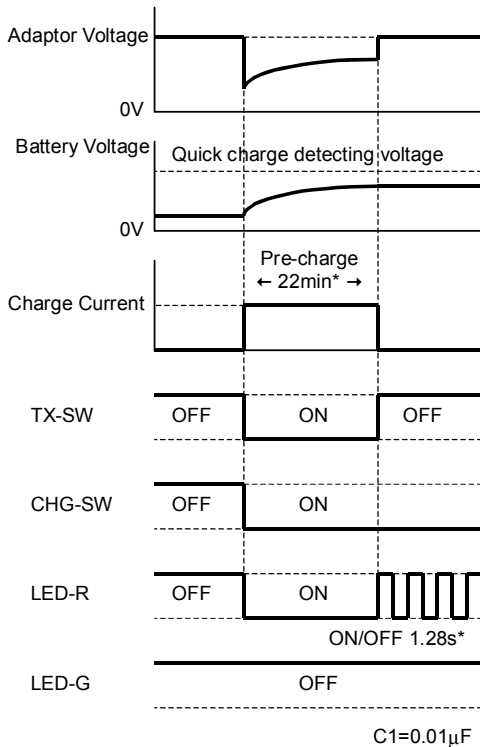 Adaptor Voltage
0V
Battery Voltage
Quick charge detecting voltage
0V
Pre-charge
← 22min* →
Charge Current
TX-SW OFF ON OFF
CHG-SW OFF ON
LED-R OFF ON
ON/OFF 1.28s*
LED-G OFF
C1=0.01μF